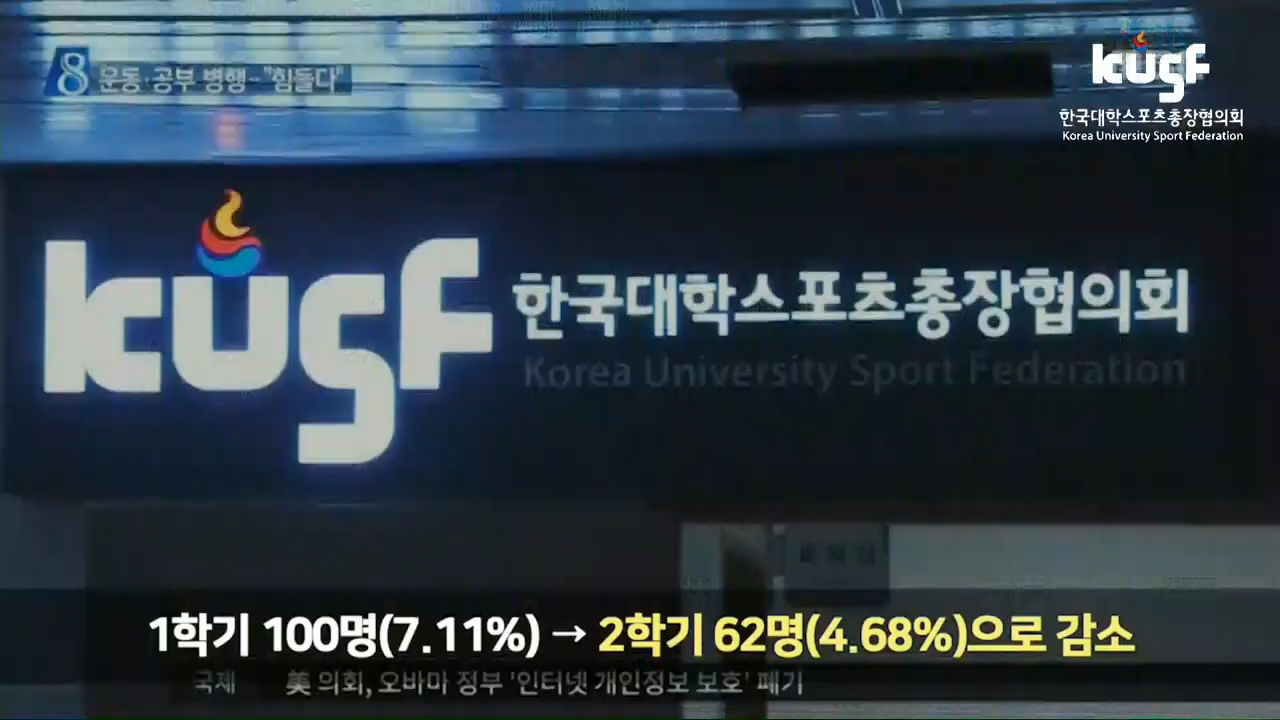 8 운동·공부 병행-"힘들다"
kusf
한국대학스포츠총장협의회
Korea University Sport Federation
kusf
한국대학스포츠총장협의회
Korea University Sport Federation
1학기 100명(7.11%) → 2학기 62명(4.68%)으로 감소
국제 美 의회, 오바마 정부 '인터넷 개인정보 보호' 폐기